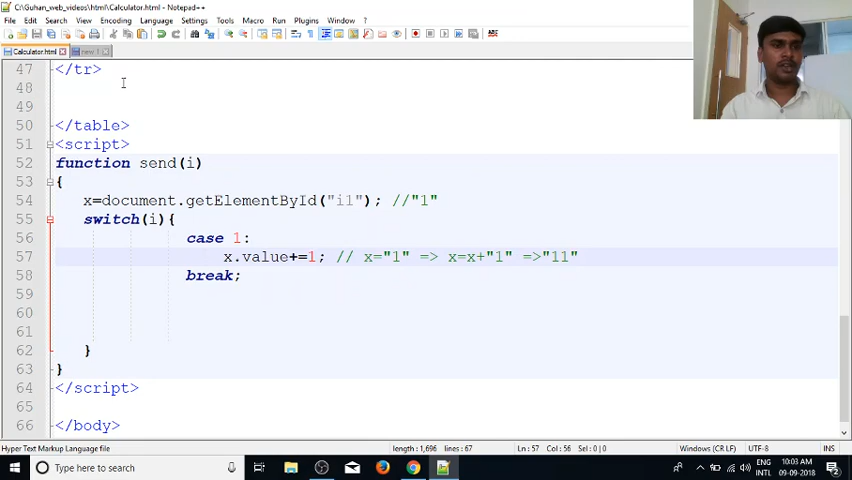 C:\Guhan_web_videos\html\Calculator.html - Notepad++
File Edit Search View Encoding Language Settings Tools Macro Run Plugins Window ?
Calculator.html new 1
47 </tr>
48
49
50 </table>
51 <script>
52 function send(i)
53 {
54 x=document.getElementById("i1"); //"1"
55 switch(i){
56 case 1:
57 x.value+=1; // x="1" => x=x+"1" =>"11"
58 break;
59
60
61
62 }
63 }
64 </script>
65
66 </body>
Hyper Text Markup Language file length : 1,696 lines : 67 Ln : 57 Col : 56 Sel : 0 | 0 Windows (CR LF) UTF-8 INS
Type here to search
ENG 10:03 AM
INTL 09-09-2018